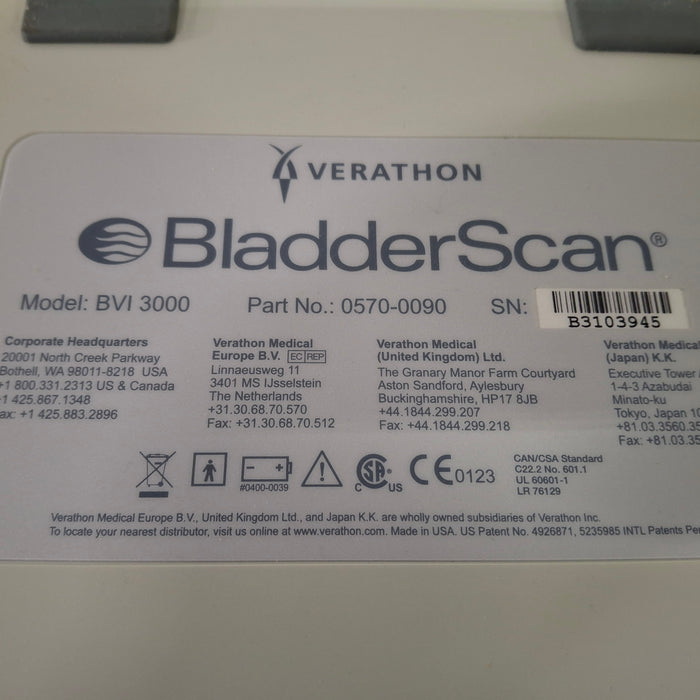 VERATHON
BladderScan®
Model: BVI 3000 Part No.: 0570-0090 SN: B3103945
Corporate Headquarters
20001 North Creek Parkway
Bothell, WA 98011-8218 USA
+1 800.331.2313 US & Canada
+1 425.867.1348
Fax: +1 425.883.2896
Verathon Medical
Europe B.V. EC REP
Linnaeusweg 11
3401 MS IJsselstein
The Netherlands
+31.30.68.70.570
Fax: +31.30.68.70.512
Verathon Medical
(United Kingdom) Ltd.
The Granary Manor Farm Courtyard
Aston Sandford, Aylesbury
Buckinghamshire, HP17 8JB
+44.1844.299.207
Fax: +44.1844.299.218
Verathon Medical
(Japan) K.K.
Executive Tower
1-4-3 Azabudai
Minato-ku
Tokyo, Japan 10
+81.03.3560.35
Fax: +81.03.35
#0400-0039
C SA US
CE0123
CAN/CSA Standard
C22.2 No. 601.1
UL 60601-1
LR 76129
Verathon Medical Europe B.V., United Kingdom Ltd., and Japan K.K. are wholly owned subsidiaries of Verathon Inc.
To locate your nearest distributor, visit us online at www.verathon.com. Made in USA. US Patent No. 4926871, 5235985 INTL Patents Pe